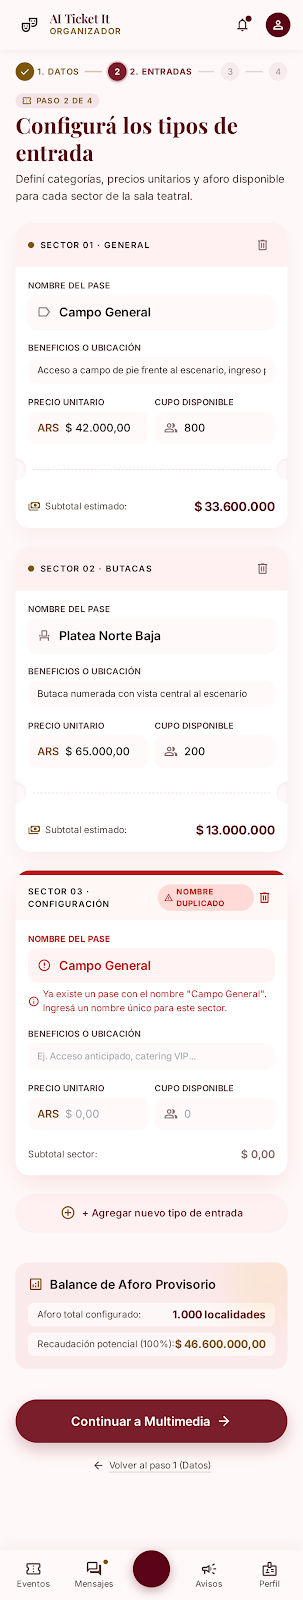 AI Ticket It
ORGANIZADOR
1. DATOS
2
2. ENTRADAS
3
4
PASO 2 DE 4
Configurá los tipos de
entrada
Definí categorías, precios unitarios y aforo disponible
para cada sector de la sala teatral.
SECTOR 01 · GENERAL
NOMBRE DEL PASE
Campo General
BENEFICIOS O UBICACIÓN
Acceso a campo de pie frente al escenario, ingreso p
PRECIO UNITARIO
CUPO DISPONIBLE
ARS $ 42.000,00
800
Subtotal estimado:
$ 33.600.000
SECTOR 02 · BUTACAS
NOMBRE DEL PASE
Platea Norte Baja
BENEFICIOS O UBICACIÓN
Butaca numerada con vista central al escenario
PRECIO UNITARIO
CUPO DISPONIBLE
ARS $ 65.000,00
200
Subtotal estimado:
$ 13.000.000
SECTOR 03 ·
CONFIGURACIÓN
NOMBRE
DUPLICADO
NOMBRE DEL PASE
Campo General
Ya existe un pase con el nombre "Campo General".
Ingresá un nombre único para este sector.
BENEFICIOS O UBICACIÓN
Ej. Acceso anticipado, catering VIP...
PRECIO UNITARIO
CUPO DISPONIBLE
ARS $ 0,00
0
Subtotal sector:
$ 0,00
+ Agregar nuevo tipo de entrada
Balance de Aforo Provisorio
Aforo total configurado:
1.000 localidades
Recaudación potencial (100%):
$ 46.600.000,00
Continuar a Multimedia →
← Volver al paso 1 (Datos)
Eventos
Mensajes
Avisos
Perfil